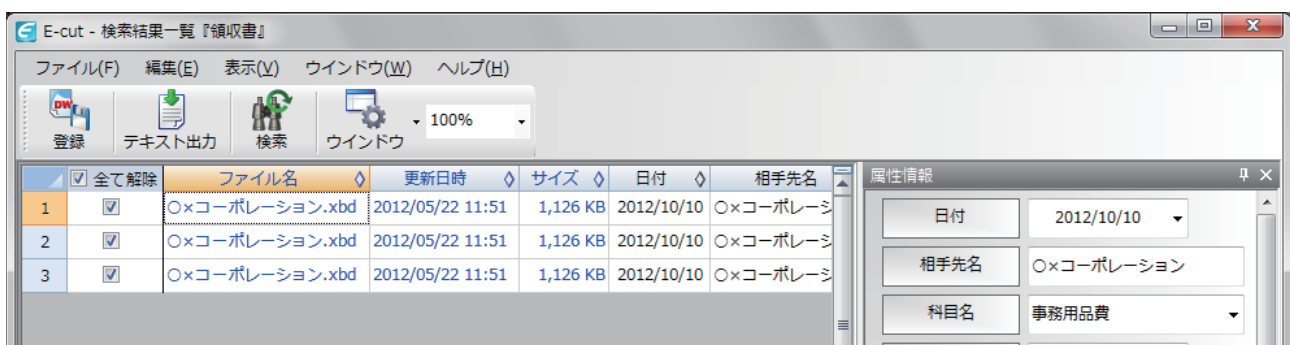 E-cut - 検索結果一覧『領収書』
ファイル(F) 編集(E) 表示(V) ウインドウ(W) ヘルプ(H)
DW
登録 テキスト出力 検索 ウインドウ 100%
全て解除 ファイル名 更新日時 サイズ 日付 相手先名
1 ○×コーポレーション.xbd 2012/05/22 11:51 1,126 KB 2012/10/10 ○×コーポレーシ
2 ○×コーポレーション.xbd 2012/05/22 11:51 1,126 KB 2012/10/10 ○×コーポレーシ
3 ○×コーポレーション.xbd 2012/05/22 11:51 1,126 KB 2012/10/10 ○×コーポレーシ
属性情報
日付 2012/10/10
相手先名 ○×コーポレーション
科目名 事務用品費